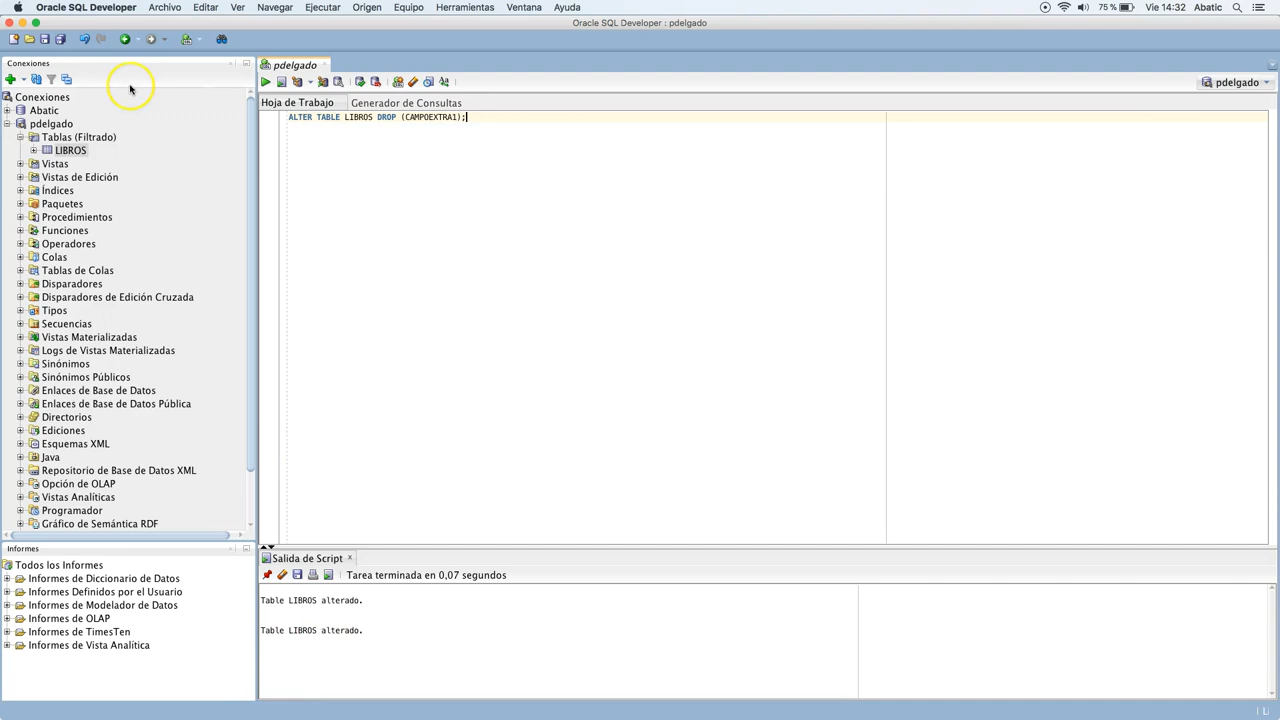 Oracle SQL Developer Archivo Editar Ver Navegar Ejecutar Origen Equipo Herramientas Ventana Ayuda 75 % Vie 14:32 Abatic
Oracle SQL Developer : pdelgado
Conexiones
Conexiones
Abatic
pdelgado
Tablas (Filtrado)
LIBROS
Vistas
Vistas de Edición
Índices
Paquetes
Procedimientos
Funciones
Operadores
Colas
Tablas de Colas
Disparadores
Disparadores de Edición Cruzada
Tipos
Secuencias
Vistas Materializadas
Logs de Vistas Materializadas
Sinónimos
Sinónimos Públicos
Enlaces de Base de Datos
Enlaces de Base de Datos Pública
Directorios
Ediciones
Esquemas XML
Java
Repositorio de Base de Datos XML
Opción de OLAP
Vistas Analíticas
Programador
Gráfico de Semántica RDF
Informes
Todos los Informes
Informes de Diccionario de Datos
Informes Definidos por el Usuario
Informes de Modelador de Datos
Informes de OLAP
Informes de TimesTen
Informes de Vista Analítica
pdelgado
pdelgado
Hoja de Trabajo Generador de Consultas
ALTER TABLE LIBROS DROP (CAMPOEXTRA1);
Salida de Script
Tarea terminada en 0,07 segundos
Table LIBROS alterado.
Table LIBROS alterado.